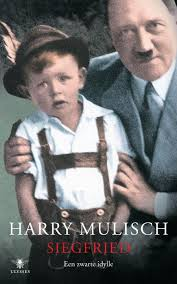 HARRY MULISCH
SIEGFRIED
Een zwarte idylle